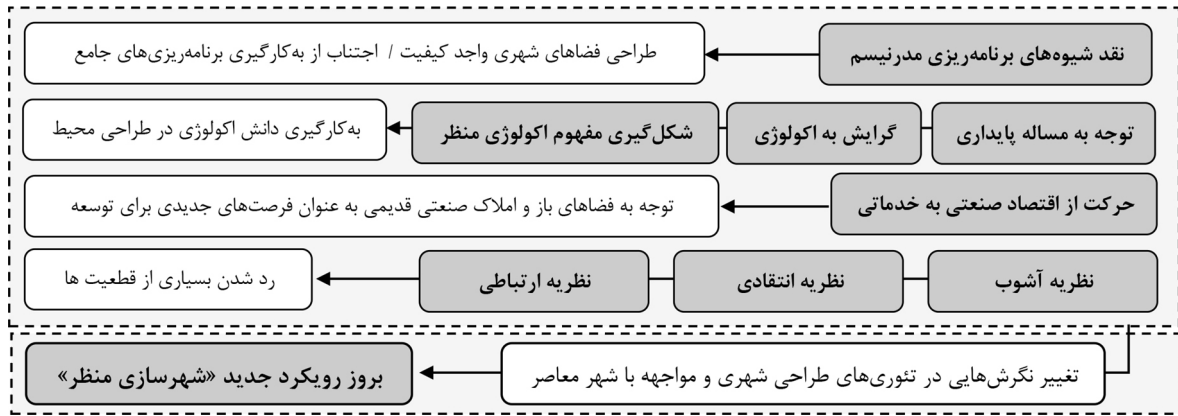 نقد شیوه‌های برنامه‌ریزی مدرنیسم
طراحی فضاهای شهری واجد کیفیت / اجتناب از به‌کارگیری برنامه‌ریزی‌های جامع
توجه به مساله پایداری
گرایش به اکولوژی
شکل‌گیری مفهوم اکولوژی منظر
به‌کارگیری دانش اکولوژی در طراحی محیط
حرکت از اقتصاد صنعتی به خدماتی
توجه به فضاهای باز و املاک صنعتی قدیمی به عنوان فرصت‌های جدیدی برای توسعه
نظریه آشوب
نظریه انتقادی
نظریه ارتباطی
رد شدن بسیاری از قطعیت ها
تغییر نگرش‌هایی در تئوری‌های طراحی شهری و مواجهه با شهر معاصر
بروز رویکرد جدید «شهرسازی منظر»